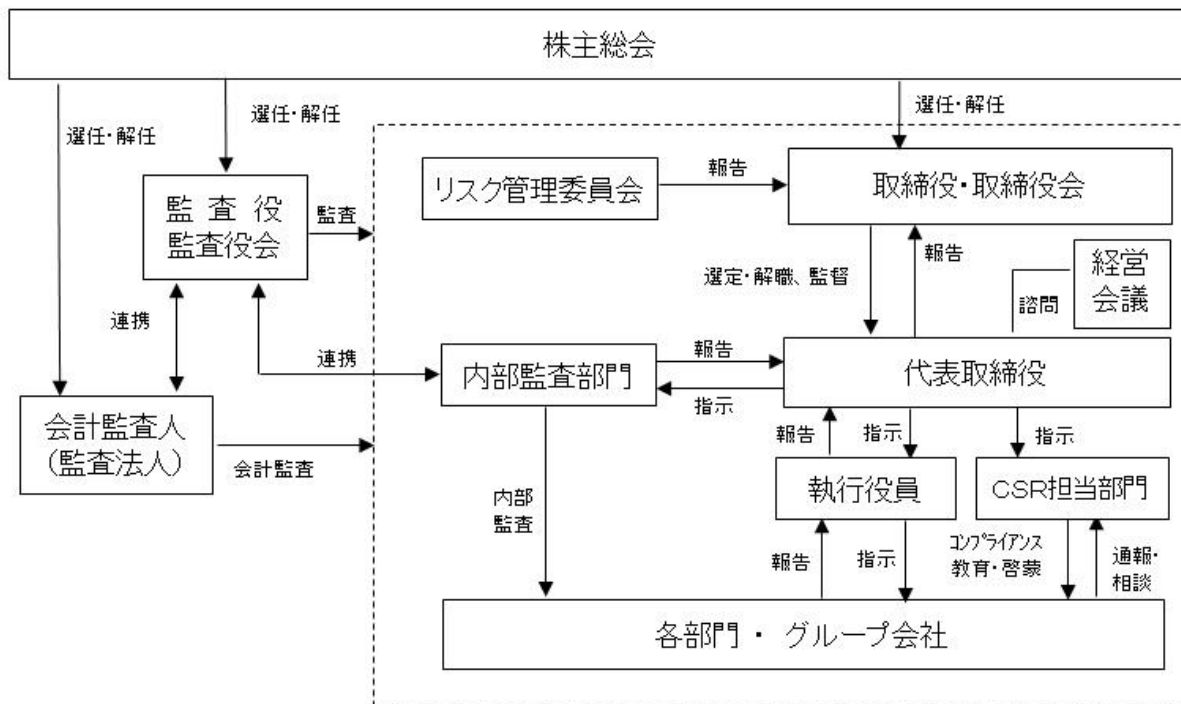 株主総会
選任・解任
選任・解任
選任・解任
リスク管理委員会
報告
取締役・取締役会
監査役
監査役会
監査
選定・解職、監督
報告
経営
会議
諮問
連携
連携
内部監査部門
報告
指示
代表取締役
会計監査人
(監査法人)
会計監査
報告
指示
指示
内部
監査
執行役員
CSR担当部門
報告
指示
ｺﾝﾌﾟﾗｲｱﾝｽ
教育・啓蒙
通報・
相談
各部門・グループ会社